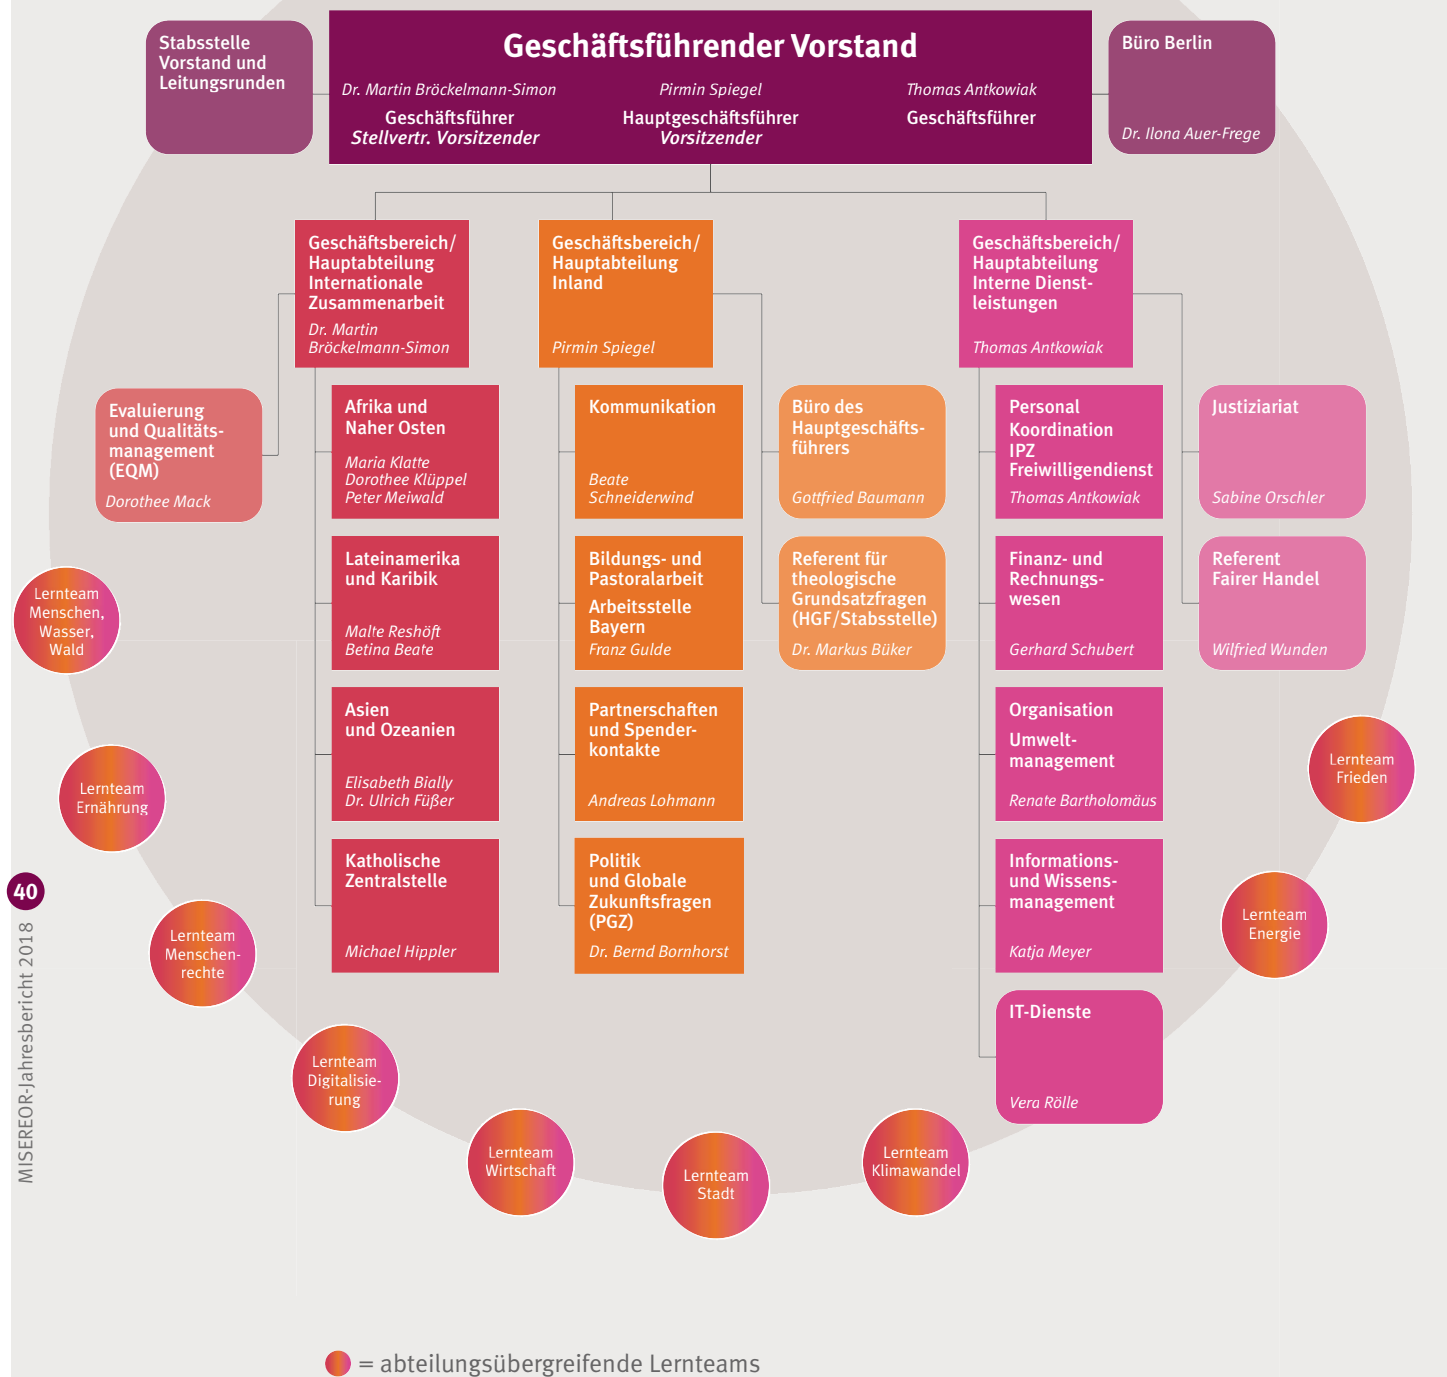 Stabsstelle
Vorstand und
Leitungsrunden
Geschäftsführender Vorstand
Dr. Martin Bröckelmann-Simon
Geschäftsführer
Stellvertr. Vorsitzender
Pirmin Spiegel
Hauptgeschäftsführer
Vorsitzender
Thomas Antkowiak
Geschäftsführer
Büro Berlin
Dr. Ilona Auer-Frege
Geschäftsbereich/
Hauptabteilung
Internationale
Zusammenarbeit
Dr. Martin
Bröckelmann-Simon
Evaluierung
und Qualitäts-
management
(EQM)
Dorothee Mack
Afrika und
Naher Osten
Maria Klatte
Dorothee Klüppel
Peter Meiwald
Lateinamerika
und Karibik
Malte Reshöft
Betina Beate
Asien
und Ozeanien
Elisabeth Bially
Dr. Ulrich Füßer
Katholische
Zentralstelle
Michael Hippler
Geschäftsbereich/
Hauptabteilung
Inland
Pirmin Spiegel
Kommunikation
Beate
Schneiderwind
Bildungs- und
Pastoralarbeit
Arbeitsstelle
Bayern
Franz Gulde
Partnerschaften
und Spender-
kontakte
Andreas Lohmann
Politik
und Globale
Zukunftsfragen
(PGZ)
Dr. Bernd Bornhorst
Büro des
Hauptgeschäfts-
führers
Gottfried Baumann
Referent für
theologische
Grundsatzfragen
(HGF/Stabsstelle)
Dr. Markus Büker
Geschäftsbereich/
Hauptabteilung
Interne Dienst-
leistungen
Thomas Antkowiak
Personal
Koordination
IPZ
Freiwilligendienst
Thomas Antkowiak
Finanz- und
Rechnungs-
wesen
Gerhard Schubert
Organisation
Umwelt-
management
Renate Bartholomäus
Informations-
und Wissens-
management
Katja Meyer
IT-Dienste
Vera Rölle
Justiziariat
Sabine Orschler
Referent
Fairer Handel
Wilfried Wunden
Lernteam
Menschen,
Wasser,
Wald
Lernteam
Ernährung
Lernteam
Menschen-
rechte
Lernteam
Digitalisie-
rung
Lernteam
Wirtschaft
Lernteam
Stadt
Lernteam
Klimawandel
Lernteam
Energie
Lernteam
Frieden
40
MISEREOR-Jahresbericht 2018
= abteilungsübergreifende Lernteams